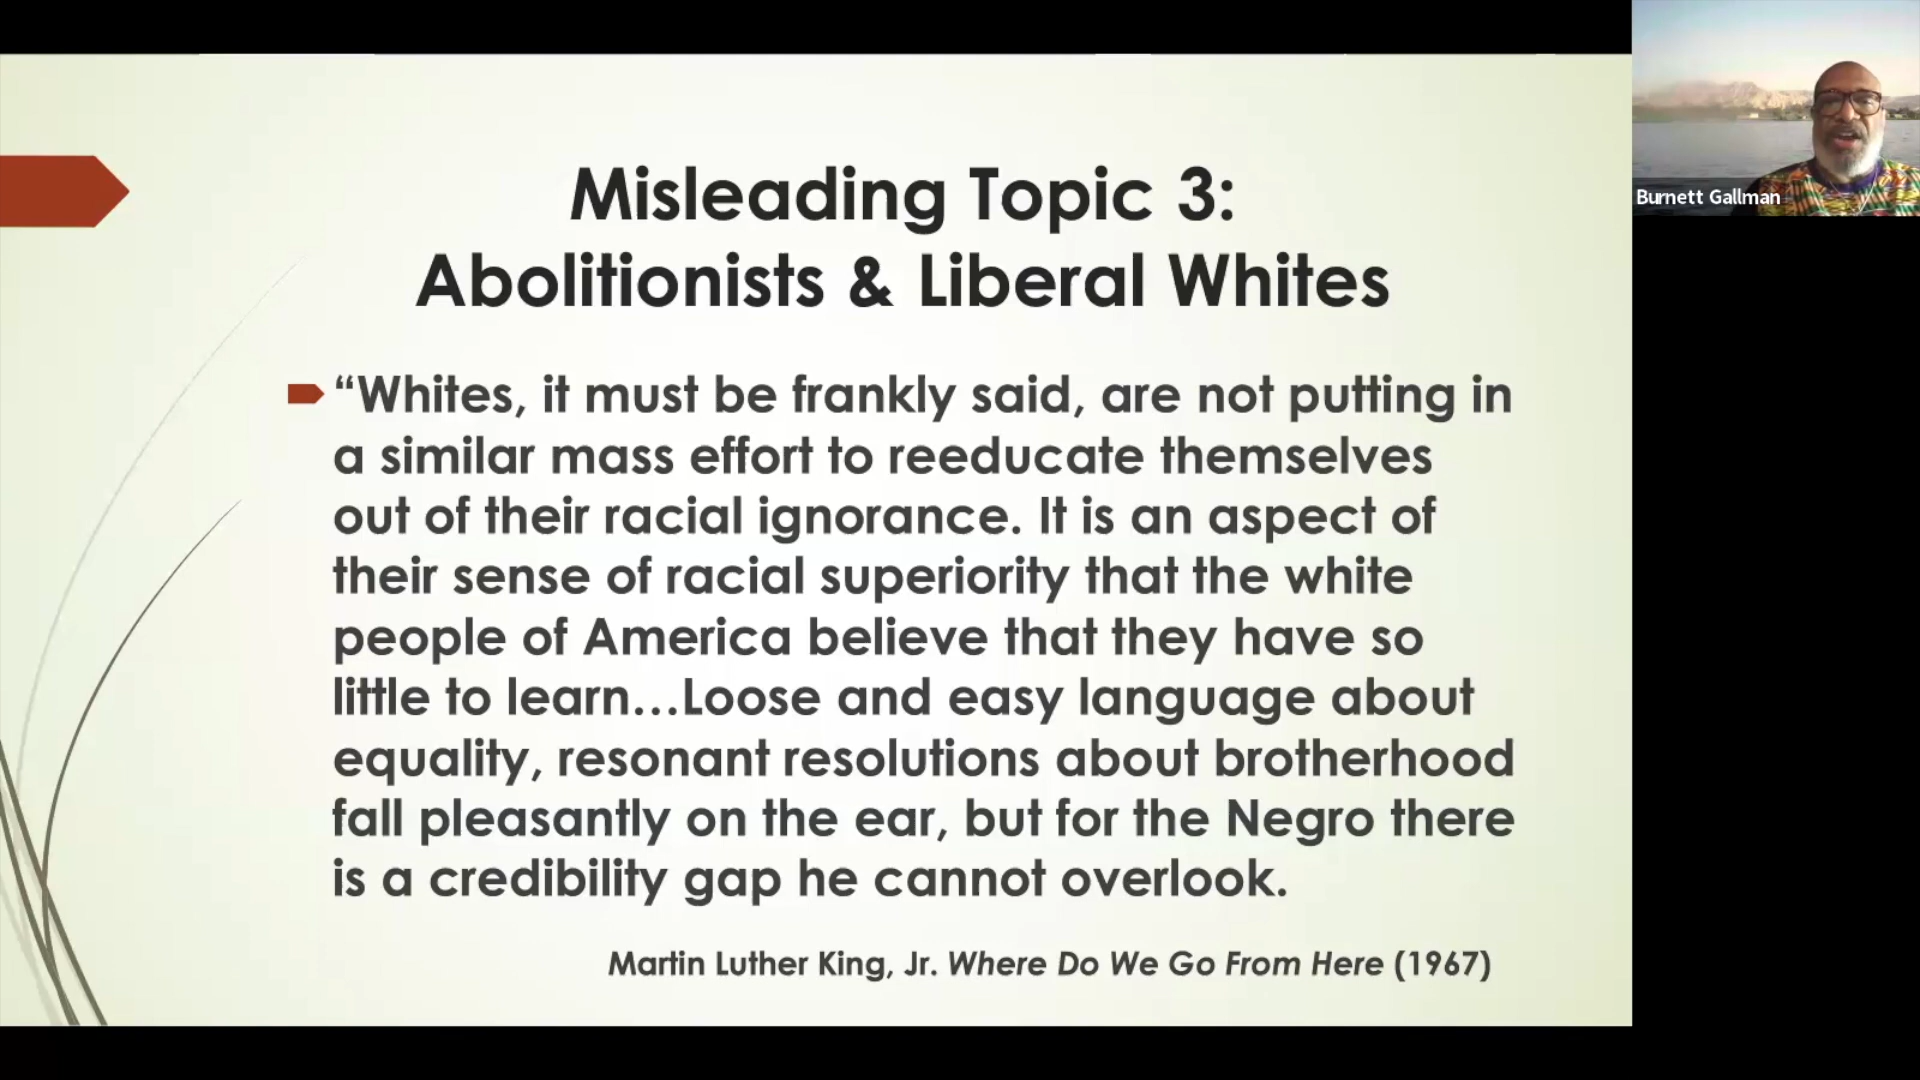 Misleading Topic 3:
Abolitionists & Liberal Whites
“Whites, it must be frankly said, are not putting in
a similar mass effort to reeducate themselves
out of their racial ignorance. It is an aspect of
their sense of racial superiority that the white
people of America believe that they have so
little to learn…Loose and easy language about
equality, resonant resolutions about brotherhood
fall pleasantly on the ear, but for the Negro there
is a credibility gap he cannot overlook.
Martin Luther King, Jr. Where Do We Go From Here (1967)
Burnett Gallman